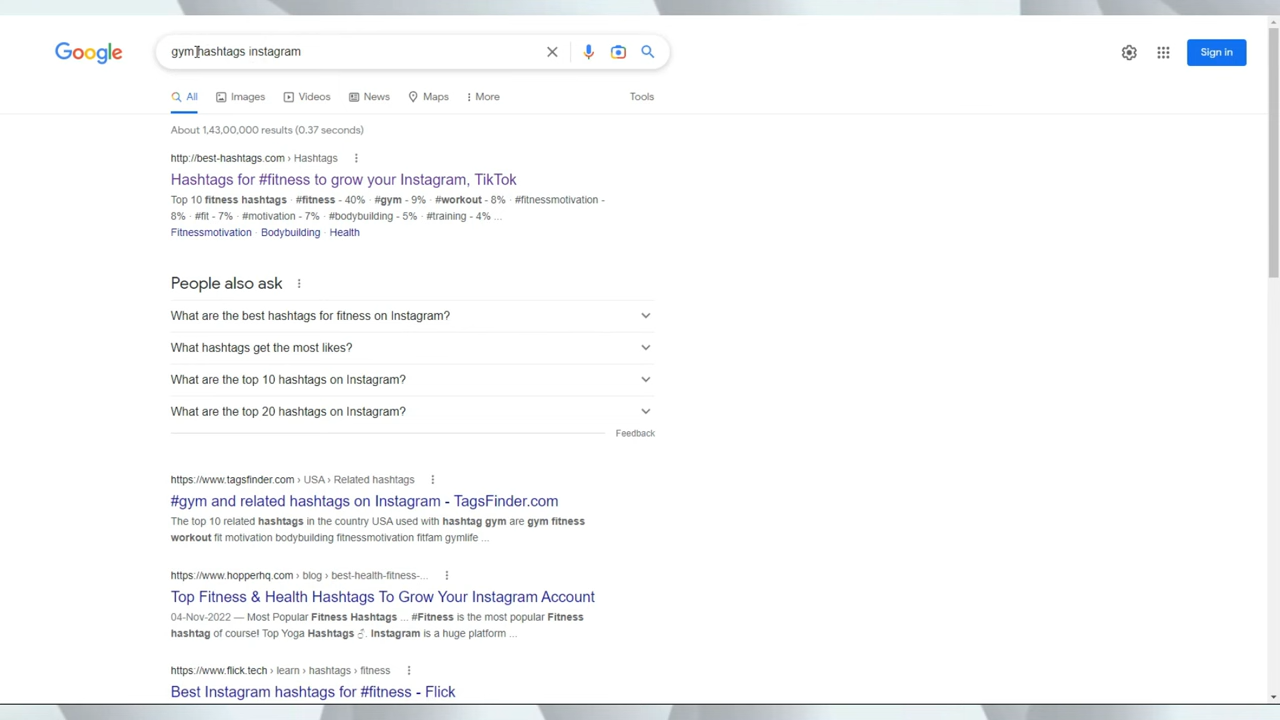 Google
gym hashtags instagram
Sign in
All Images Videos News Maps More Tools
About 1,43,00,000 results (0.37 seconds)
http://best-hashtags.com › Hashtags
Hashtags for #fitness to grow your Instagram, TikTok
Top 10 fitness hashtags · #fitness - 40% · #gym - 9% · #workout - 8% · #fitnessmotivation -
8% · #fit - 7% · #motivation - 7% · #bodybuilding - 5% · #training - 4% ...
Fitnessmotivation · Bodybuilding · Health
People also ask
What are the best hashtags for fitness on Instagram?
What hashtags get the most likes?
What are the top 10 hashtags on Instagram?
What are the top 20 hashtags on Instagram?
Feedback
https://www.tagsfinder.com › USA › Related hashtags
#gym and related hashtags on Instagram - TagsFinder.com
The top 10 related hashtags in the country USA used with hashtag gym are gym fitness
workout fit motivation bodybuilding fitnessmotivation fitfam gymlife ...
https://www.hopperhq.com › blog › best-health-fitness-...
Top Fitness & Health Hashtags To Grow Your Instagram Account
04-Nov-2022 — Most Popular Fitness Hashtags ... #Fitness is the most popular Fitness
hashtag of course! Top Yoga Hashtags . Instagram is a huge platform ...
https://www.flick.tech › learn › hashtags › fitness
Best Instagram hashtags for #fitness - Flick